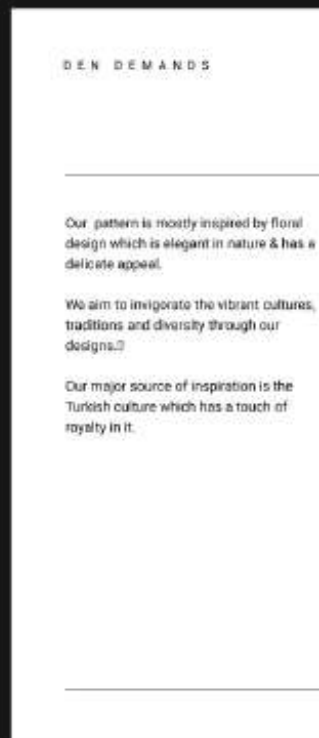 DEN DEMANDS
Our pattern is mostly inspired by floral
design which is elegant in nature & has a
delicate appeal.
We aim to invigorate the vibrant cultures,
traditions and diversity through our
designs.
Our major source of inspiration is the
Turkish culture which has a touch of
royalty in it.